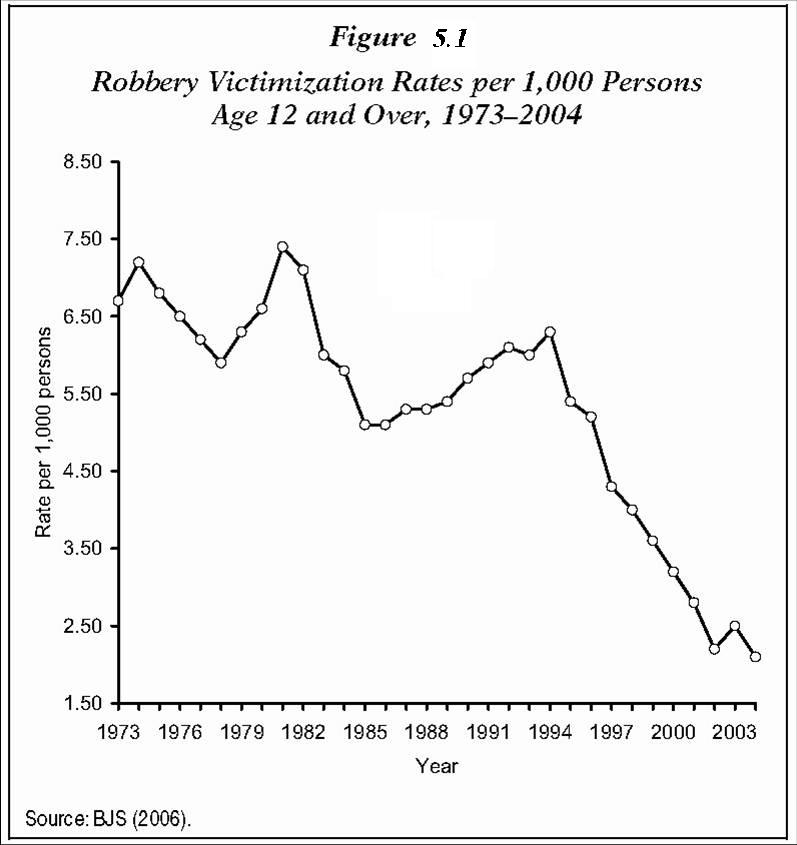 Figure 5.1
Robbery Victimization Rates per 1,000 Persons
Age 12 and Over, 1973–2004
8.50
7.50
6.50
5.50
4.50
3.50
2.50
1.50
Rate per 1,000 persons
1973 1976 1979 1982 1985 1988 1991 1994 1997 2000 2003
Year
Source: BJS (2006).